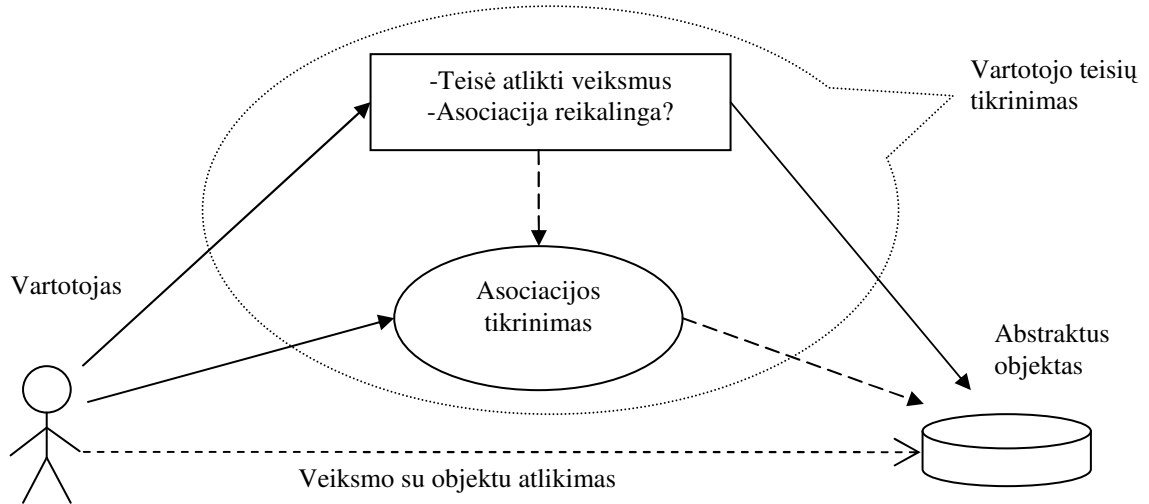 -Teisė atlikti veiksmus
-Asociacija reikalinga?
Vartotojo teisių
tikrinimas
Vartotojas
Asociacijos
tikrinimas
Abstraktus
objektas
Veiksmo su objektu atlikimas